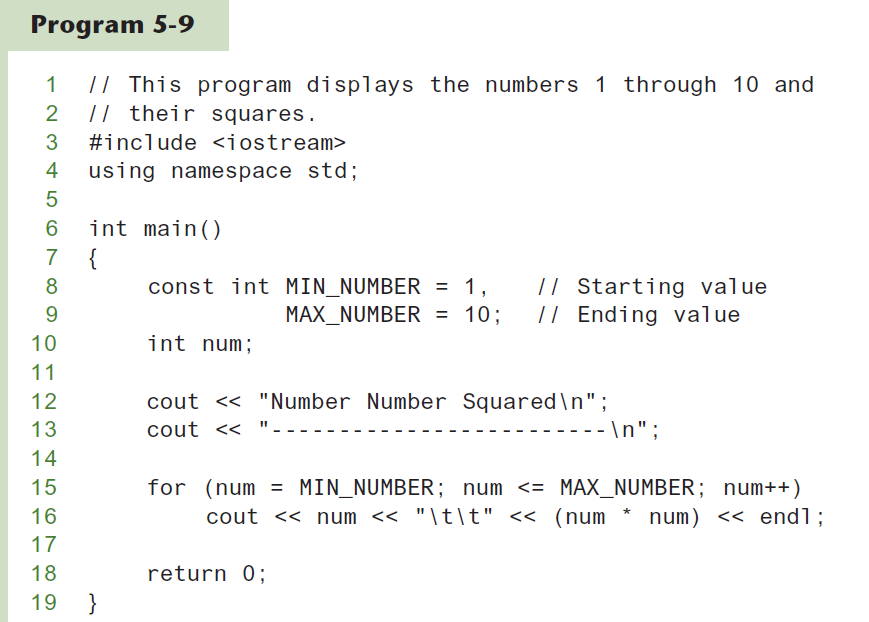 Program 5-9
1 // This program displays the numbers 1 through 10 and
2 // their squares.
3 #include <iostream>
4 using namespace std;
5
6 int main()
7 {
8 const int MIN_NUMBER = 1, // Starting value
9 MAX_NUMBER = 10; // Ending value
10 int num;
11
12 cout << "Number Number Squared\n";
13 cout << "-------------------------\n";
14
15 for (num = MIN_NUMBER; num <= MAX_NUMBER; num++)
16 cout << num << "\t\t" << (num * num) << endl;
17
18 return 0;
19 }